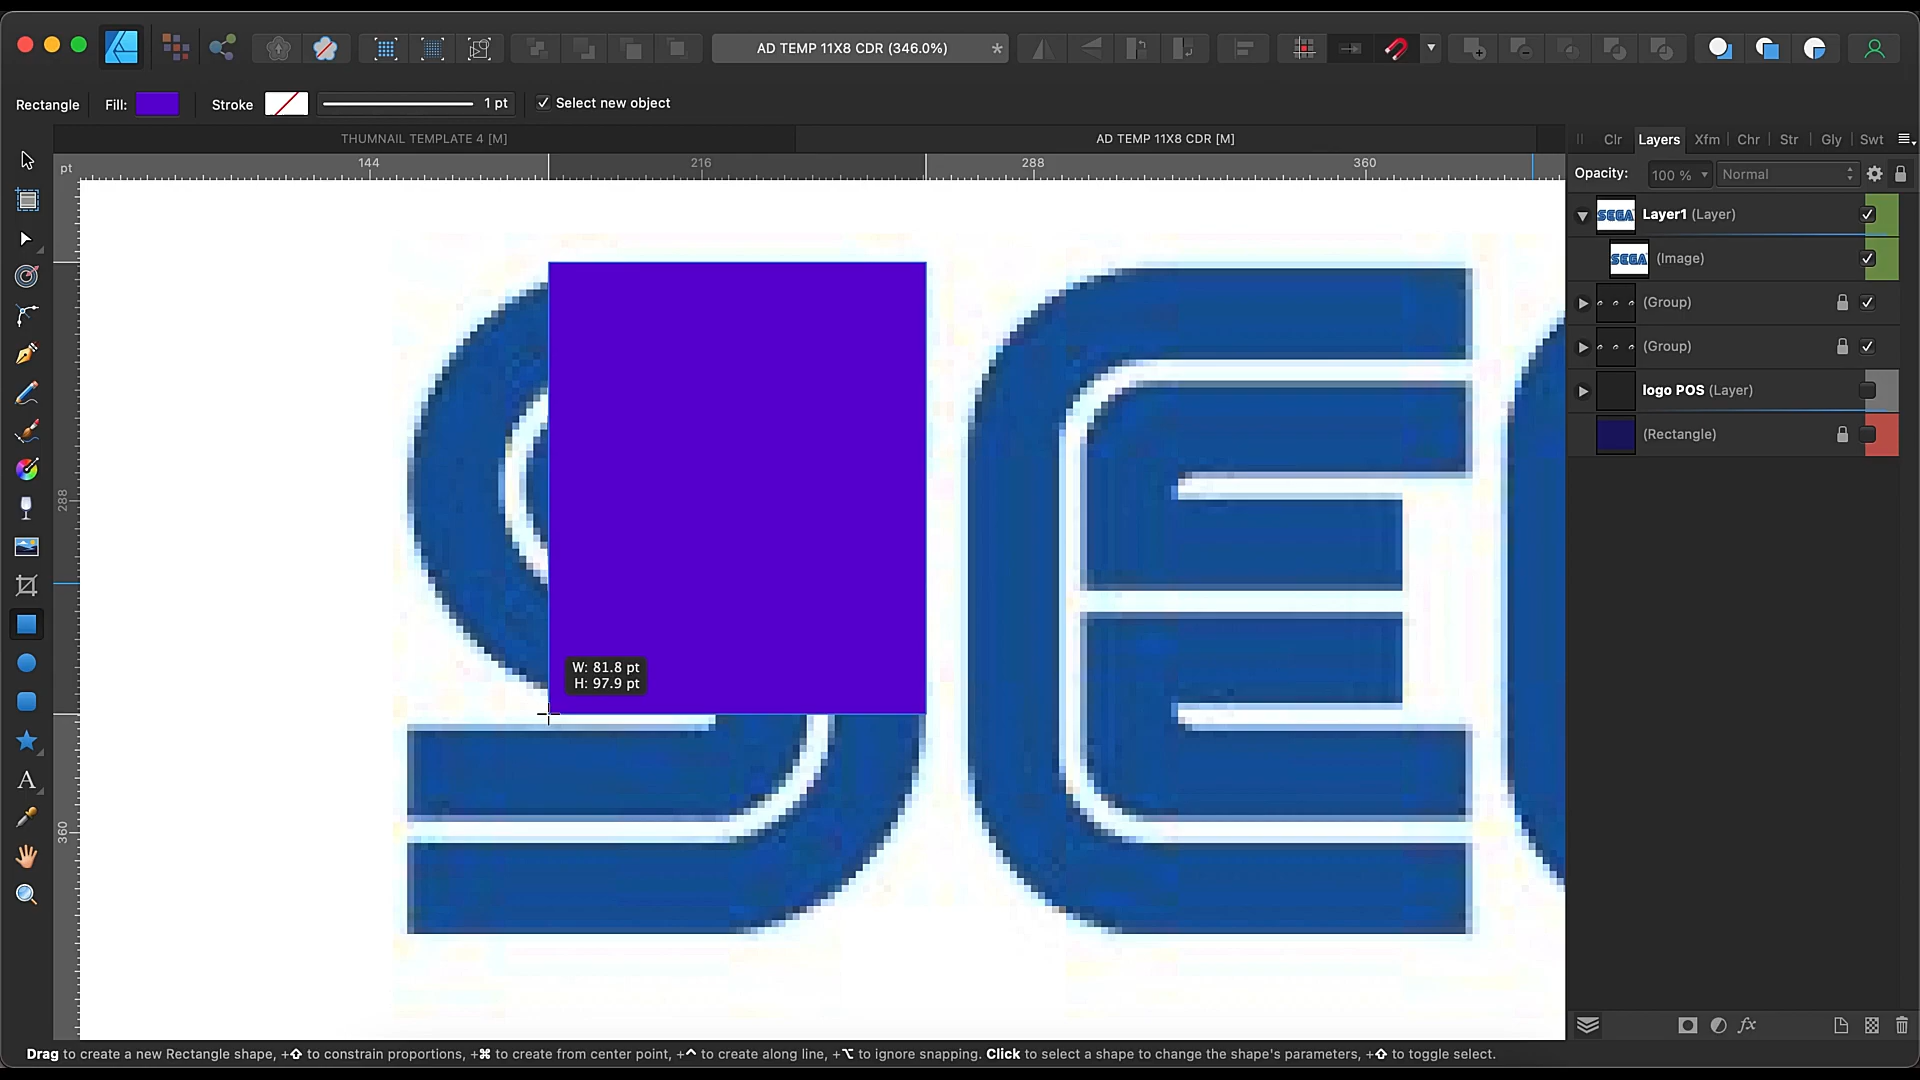 AD TEMP 11X8 CDR (346.0%)
*
Rectangle
Fill:
Stroke
1 pt
Select new object
THUMNAIL TEMPLATE 4 [M]
AD TEMP 11X8 CDR [M]
Clr
Layers
Xfm
Chr
Str
Gly
Swt
pt
144
216
288
360
Opacity:
100 %
Normal
SEGA
Layer1 (Layer)
SEGA
(Image)
(Group)
(Group)
logo POS (Layer)
(Rectangle)
288
360
SE
W: 81.8 pt
H: 97.9 pt
A
fx
Drag to create a new Rectangle shape, +⇧ to constrain proportions, +⌘ to create from center point, +^ to create along line, +⌥ to ignore snapping. Click to select a shape to change the shape's parameters, +⇧ to toggle select.